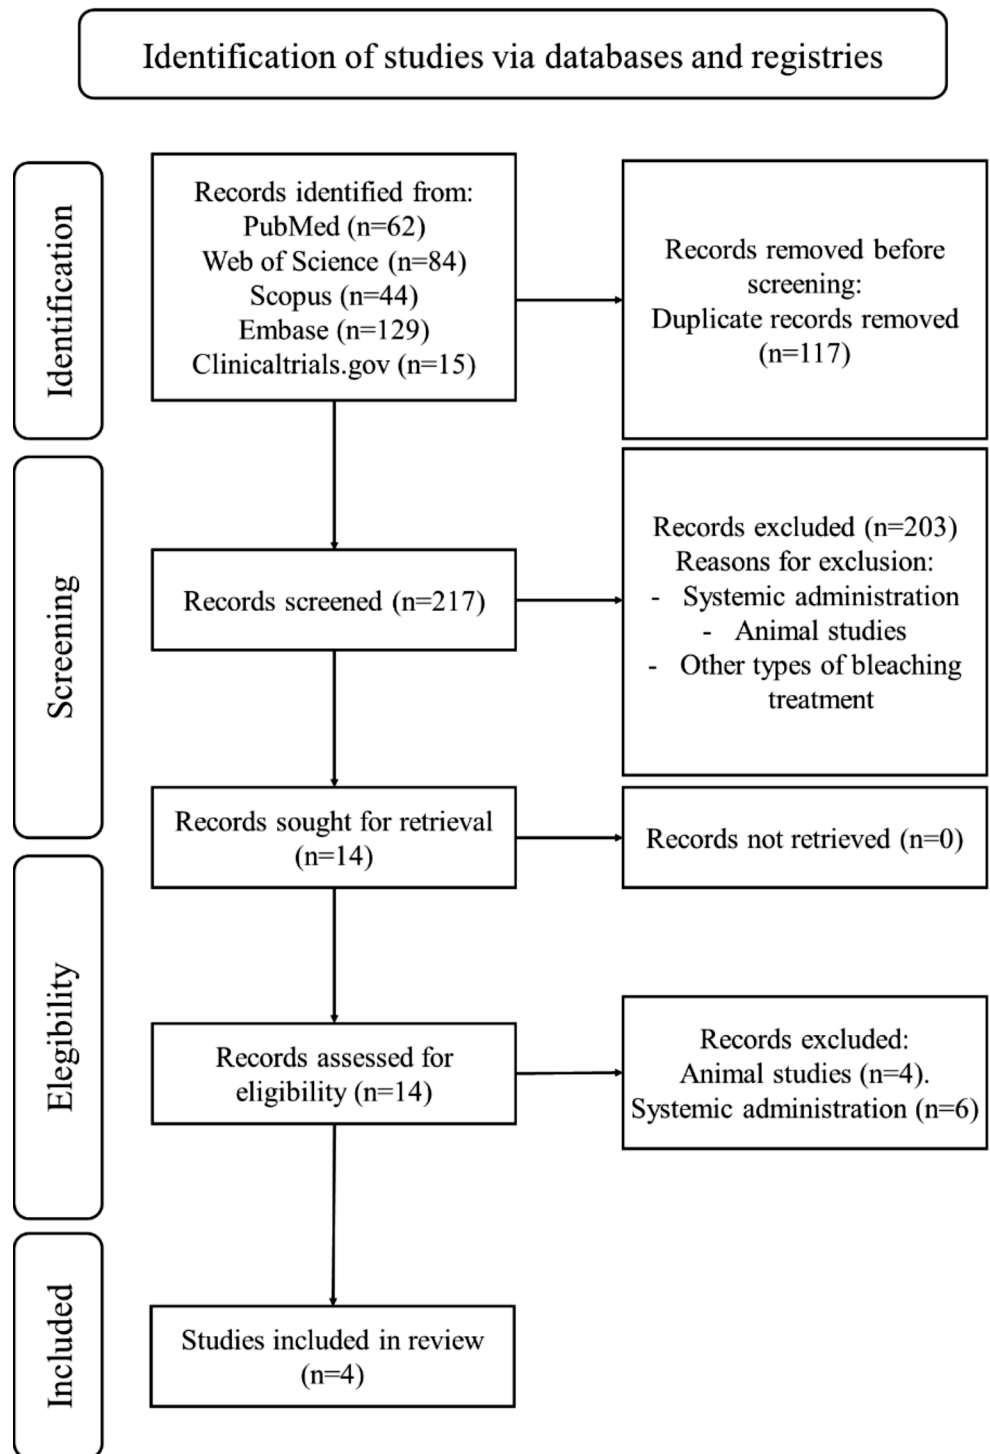 Identification of studies via databases and registries
Identification
Records identified from:
PubMed (n=62)
Web of Science (n=84)
Scopus (n=44)
Embase (n=129)
Clinicaltrials.gov (n=15)
Records removed before
screening:
Duplicate records removed
(n=117)
Screening
Records screened (n=217)
Records excluded (n=203)
Reasons for exclusion:
- Systemic administration
- Animal studies
- Other types of bleaching
treatment
Records sought for retrieval
(n=14)
Records not retrieved (n=0)
Elegibility
Records assessed for
eligibility (n=14)
Records excluded:
Animal studies (n=4).
Systemic administration (n=6)
Included
Studies included in review
(n=4)